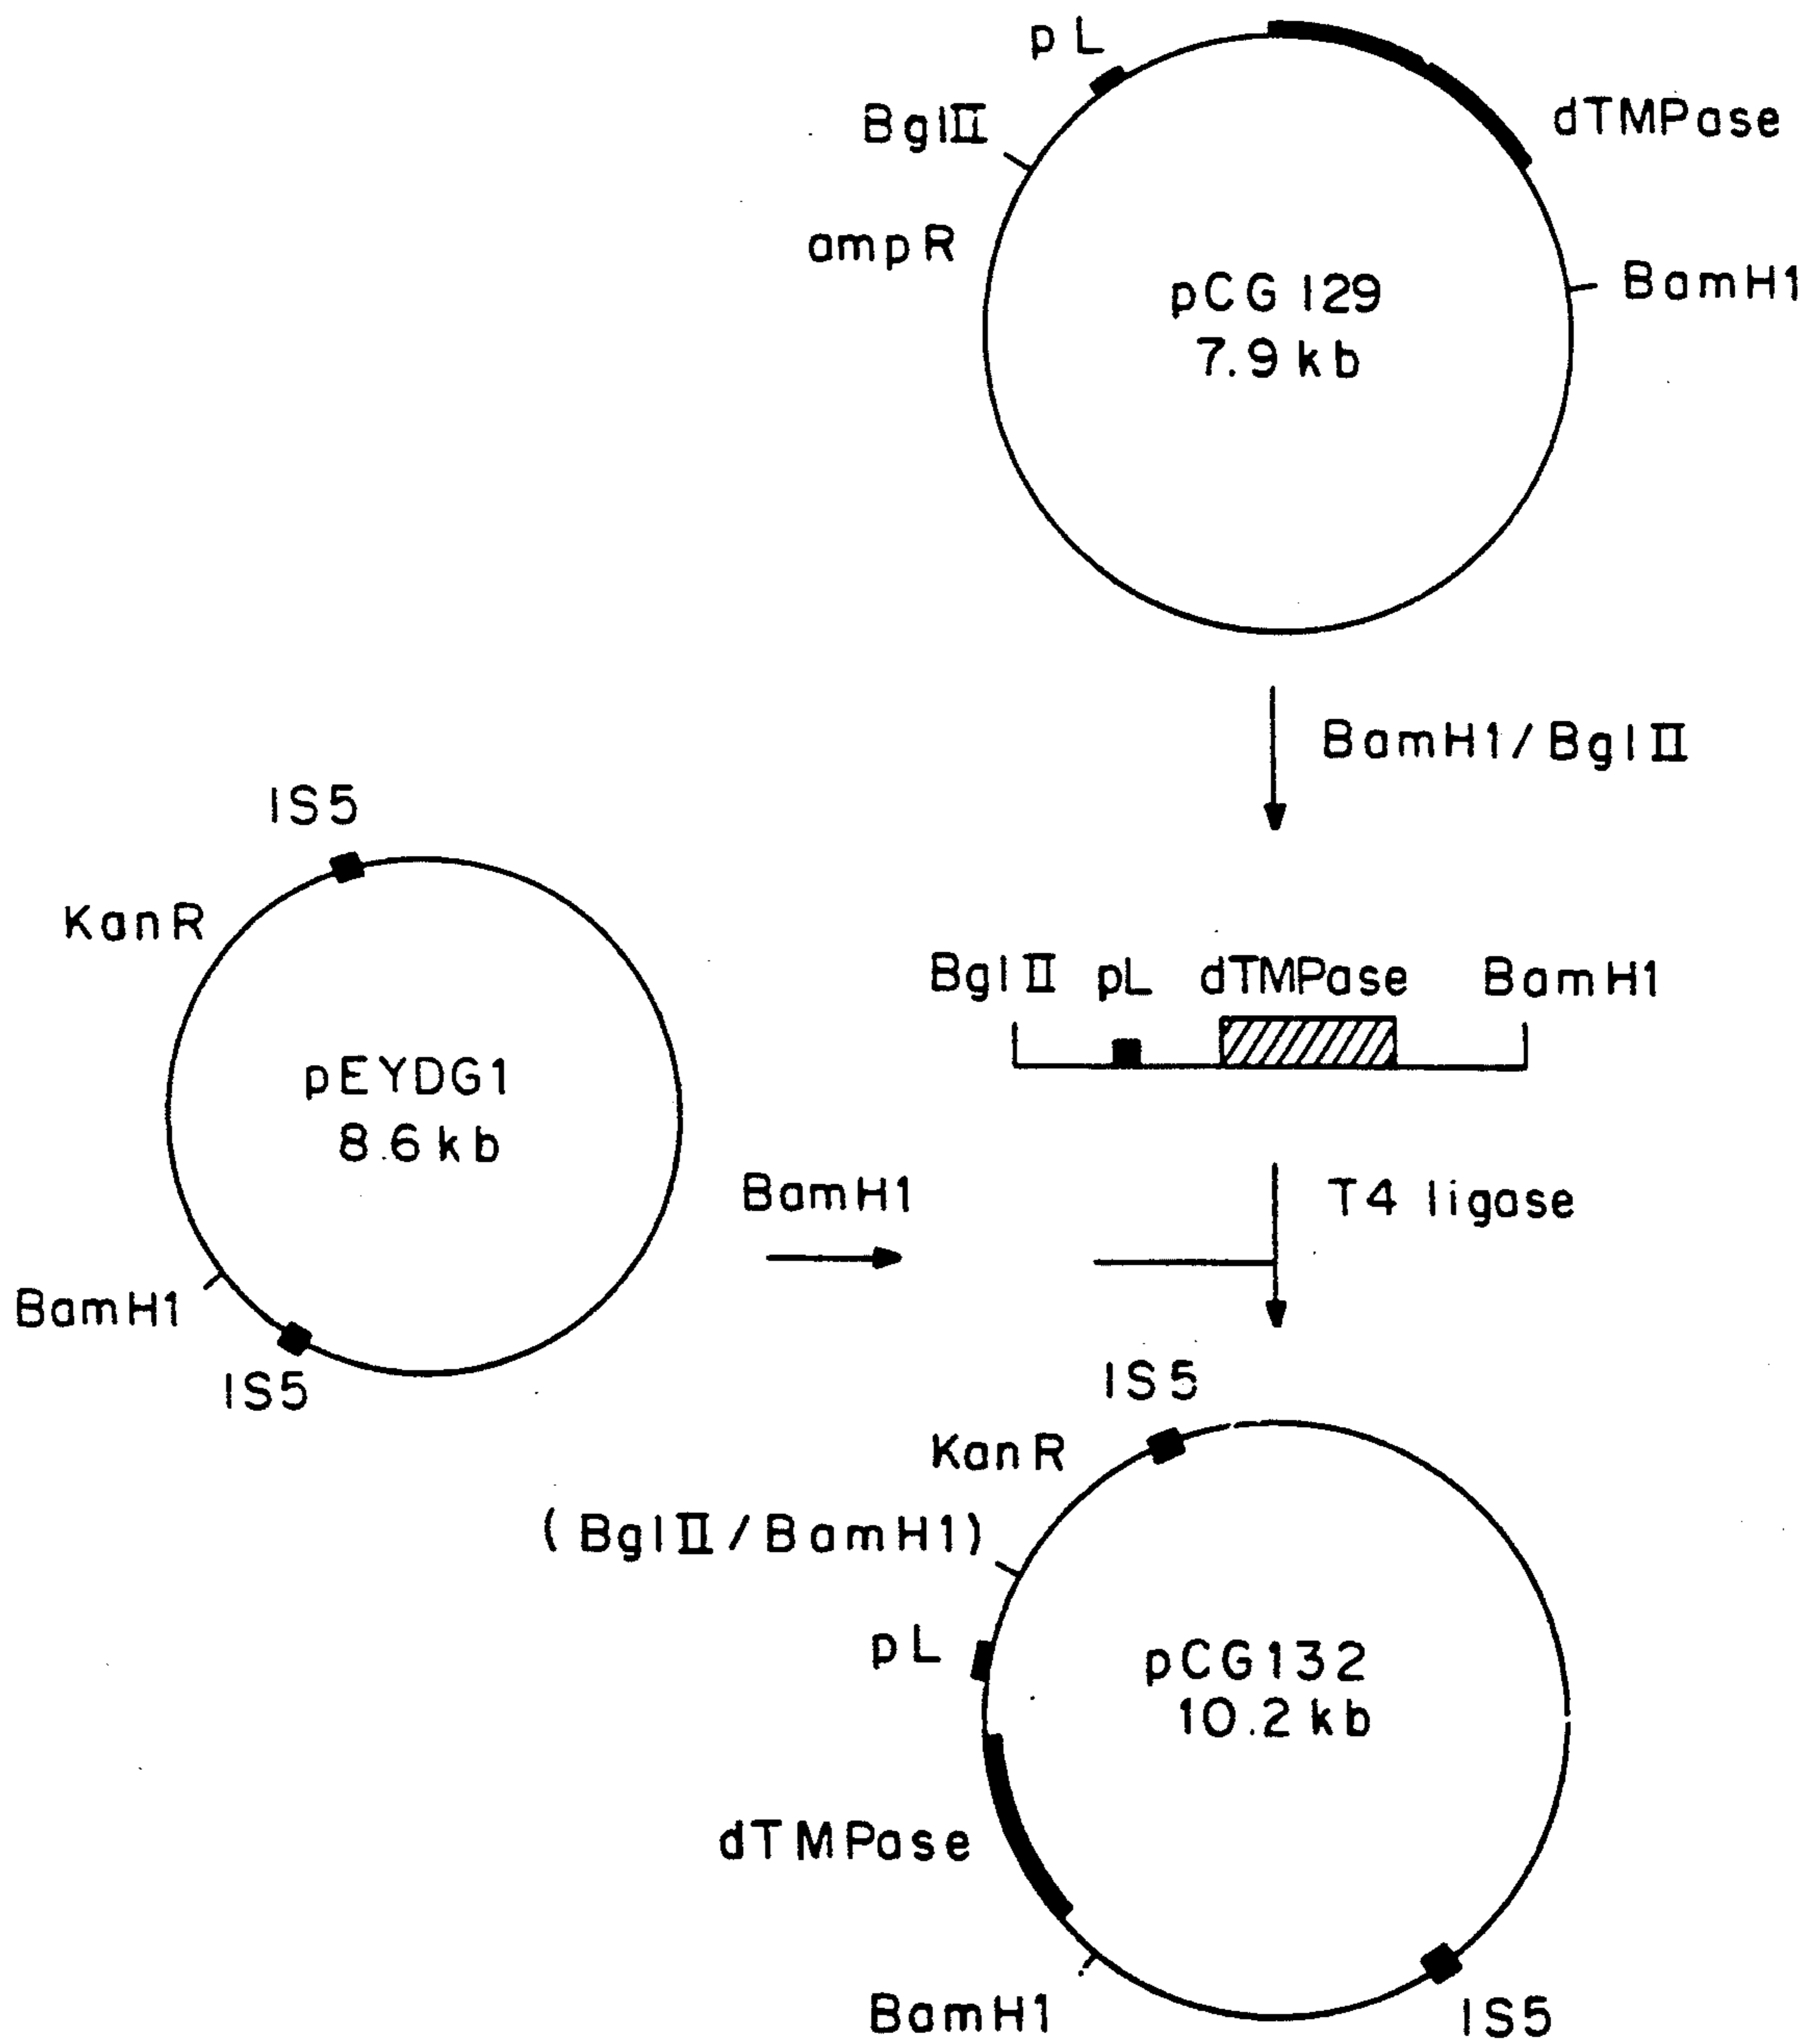 pL
BglII
ampR
dTMPase
BamH1
pCG129
7.9kb
BamH1/BglII
IS5
KanR
pEYDG1
8.6kb
BamH1
IS5
BamH1
BglII pL dTMPase BamH1
T4 ligase
IS5
KanR
(BglII/BamH1)
pL
pCG132
10.2kb
dTMPase
BamH1
IS5